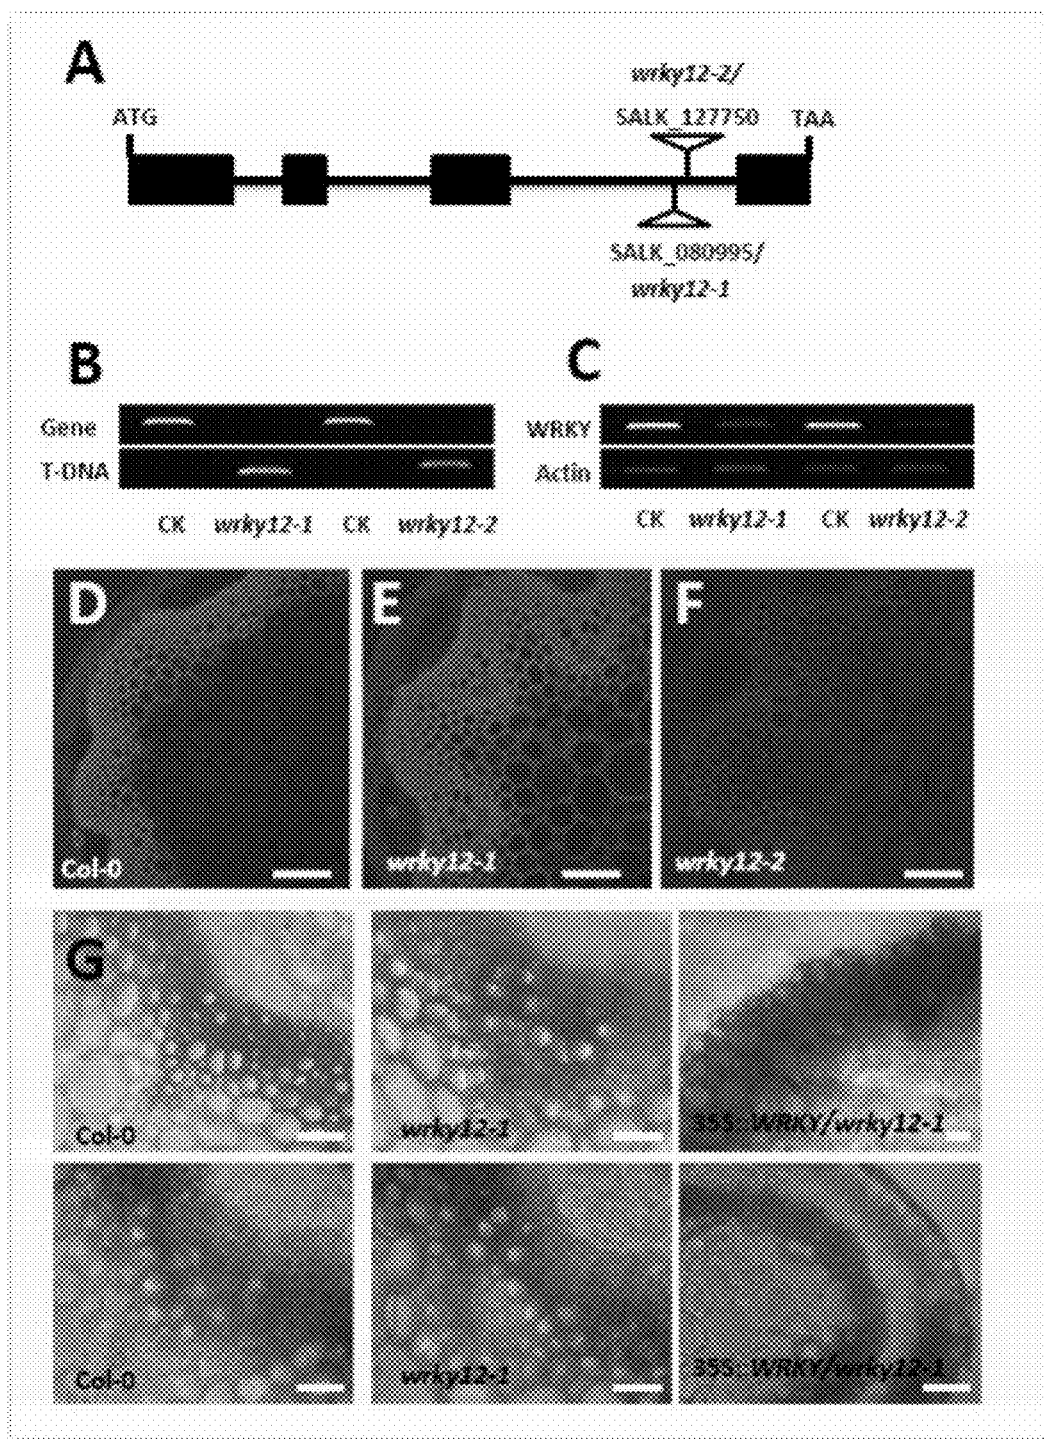 A
wrky12-2/
ATG
SALK_127750
TAA
SALK_080995/
wrky12-1
B
C
Gene
T-DNA
WRKY
Actin
CK wrky12-1 CK wrky12-2
CK wrky12-1 CK wrky12-2
D
E
F
Col-0
wrky12-1
wrky12-2
G
Col-0
wrky12-1
35S: WRKY/wrky12-1
Col-0
wrky12-1
35S: WRKY/wrky12-1